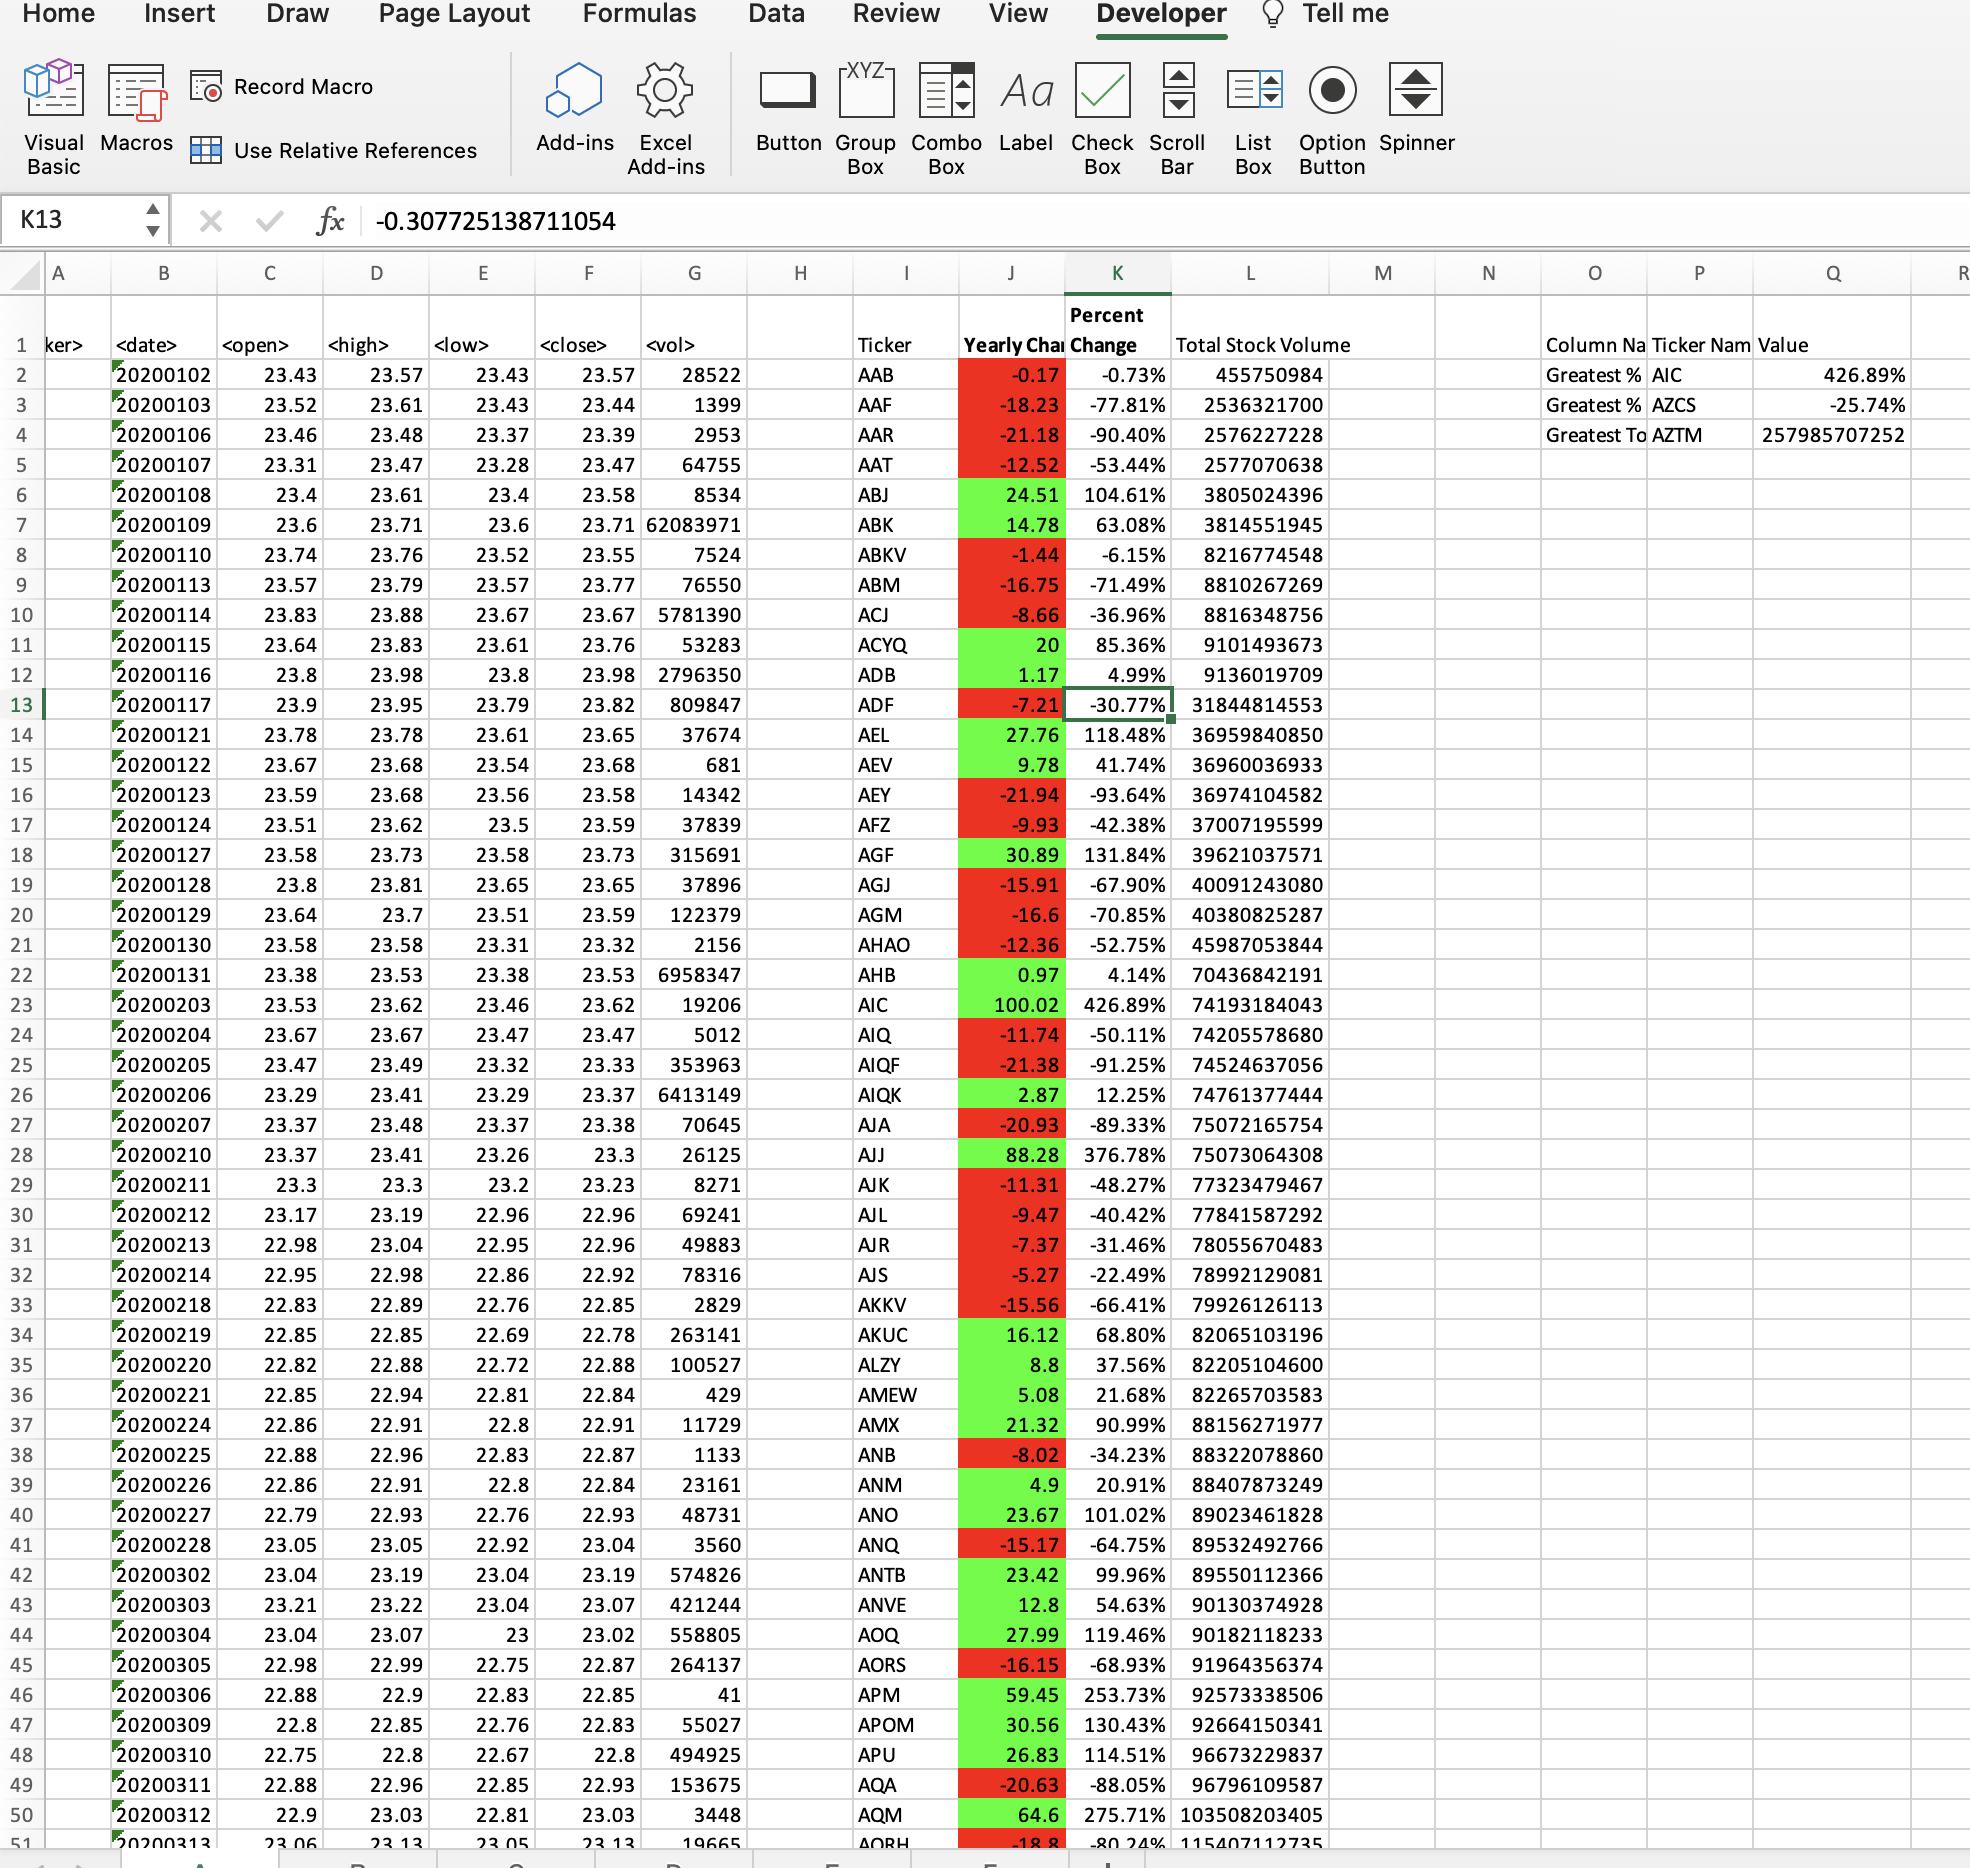 Home Insert Draw Page Layout Formulas Data Review View Developer Tell me
Visual Basic Macros Record Macro Use Relative References Add-ins Excel Add-ins XYZ Button Group Box Combo Box Aa Label Check Box Scroll Bar List Box Option Button Spinner
K13 fx -0.307725138711054
A B C D E F G H I J K L M N O P Q R
1 ker> <date> <open> <high> <low> <close> <vol> Ticker Yearly Char Percent Change Total Stock Volume Column Na Ticker Nam Value
2 20200102 23.43 23.57 23.43 23.57 28522 AAB -0.17 -0.73% 455750984 Greatest % AIC 426.89%
3 20200103 23.52 23.61 23.43 23.44 1399 AAF -18.23 -77.81% 2536321700 Greatest % AZCS -25.74%
4 20200106 23.46 23.48 23.37 23.39 2953 AAR -21.18 -90.40% 2576227228 Greatest To AZTM 257985707252
5 20200107 23.31 23.47 23.28 23.47 64755 AAT -12.52 -53.44% 2577070638
6 20200108 23.4 23.61 23.4 23.58 8534 ABJ 24.51 104.61% 3805024396
7 20200109 23.6 23.71 23.6 23.71 62083971 ABK 14.78 63.08% 3814551945
8 20200110 23.74 23.76 23.52 23.55 7524 ABKV -1.44 -6.15% 8216774548
9 20200113 23.57 23.79 23.57 23.77 76550 ABM -16.75 -71.49% 8810267269
10 20200114 23.83 23.88 23.67 23.67 5781390 ACJ -8.66 -36.96% 8816348756
11 20200115 23.64 23.83 23.61 23.76 53283 ACYQ 20 85.36% 9101493673
12 20200116 23.8 23.98 23.8 23.98 2796350 ADB 1.17 4.99% 9136019709
13 20200117 23.9 23.95 23.79 23.82 809847 ADF -7.21 -30.77% 31844814553
14 20200121 23.78 23.78 23.61 23.65 37674 AEL 27.76 118.48% 36959840850
15 20200122 23.67 23.68 23.54 23.68 681 AEV 9.78 41.74% 36960036933
16 20200123 23.59 23.68 23.56 23.58 14342 AEY -21.94 -93.64% 36974104582
17 20200124 23.51 23.62 23.5 23.59 37839 AFZ -9.93 -42.38% 37007195599
18 20200127 23.58 23.73 23.58 23.73 315691 AGF 30.89 131.84% 39621037571
19 20200128 23.8 23.81 23.65 23.65 37896 AGJ -15.91 -67.90% 40091243080
20 20200129 23.64 23.7 23.51 23.59 122379 AGM -16.6 -70.85% 40380825287
21 20200130 23.58 23.58 23.31 23.32 2156 AHAO -12.36 -52.75% 45987053844
22 20200131 23.38 23.53 23.38 23.53 6958347 AHB 0.97 4.14% 70436842191
23 20200203 23.53 23.62 23.46 23.62 19206 AIC 100.02 426.89% 74193184043
24 20200204 23.67 23.67 23.47 23.47 5012 AIQ -11.74 -50.11% 74205578680
25 20200205 23.47 23.49 23.32 23.33 353963 AIQF -21.38 -91.25% 74524637056
26 20200206 23.29 23.41 23.29 23.37 6413149 AIQK 2.87 12.25% 74761377444
27 20200207 23.37 23.48 23.37 23.38 70645 AJA -20.93 -89.33% 75072165754
28 20200210 23.37 23.41 23.26 23.3 26125 AJJ 88.28 376.78% 75073064308
29 20200211 23.3 23.3 23.2 23.23 8271 AJK -11.31 -48.27% 77323479467
30 20200212 23.17 23.19 22.96 22.96 69241 AJL -9.47 -40.42% 77841587292
31 20200213 22.98 23.04 22.95 22.96 49883 AJR -7.37 -31.46% 78055670483
32 20200214 22.95 22.98 22.86 22.92 78316 AJS -5.27 -22.49% 78992129081
33 20200218 22.83 22.89 22.76 22.85 2829 AKKV -15.56 -66.41% 79926126113
34 20200219 22.85 22.85 22.69 22.78 263141 AKUC 16.12 68.80% 82065103196
35 20200220 22.82 22.88 22.72 22.88 100527 ALZY 8.8 37.56% 82205104600
36 20200221 22.85 22.94 22.81 22.84 429 AMEW 5.08 21.68% 82265703583
37 20200224 22.86 22.91 22.8 22.91 11729 AMX 21.32 90.99% 88156271977
38 20200225 22.88 22.96 22.83 22.87 1133 ANB -8.02 -34.23% 88322078860
39 20200226 22.86 22.91 22.8 22.84 23161 ANM 4.9 20.91% 88407873249
40 20200227 22.79 22.93 22.76 22.93 48731 ANO 23.67 101.02% 89023461828
41 20200228 23.05 23.05 22.92 23.04 3560 ANQ -15.17 -64.75% 89532492766
42 20200302 23.04 23.19 23.04 23.19 574826 ANTB 23.42 99.96% 89550112366
43 20200303 23.21 23.22 23.04 23.07 421244 ANVE 12.8 54.63% 90130374928
44 20200304 23.04 23.07 23 23.02 558805 AOQ 27.99 119.46% 90182118233
45 20200305 22.98 22.99 22.75 22.87 264137 AORS -16.15 -68.93% 91964356374
46 20200306 22.88 22.9 22.83 22.85 41 APM 59.45 253.73% 92573338506
47 20200309 22.8 22.85 22.76 22.83 55027 APOM 30.56 130.43% 92664150341
48 20200310 22.75 22.8 22.67 22.8 494925 APU 26.83 114.51% 96673229837
49 20200311 22.88 22.96 22.85 22.93 153675 AQA -20.63 -88.05% 96796109587
50 20200312 22.9 23.03 22.81 23.03 3448 AQM 64.6 275.71% 103508203405
51 20200313 23.06 23.13 23.05 23.13 19665 AQRH -18.8 -80.24% 115407112735